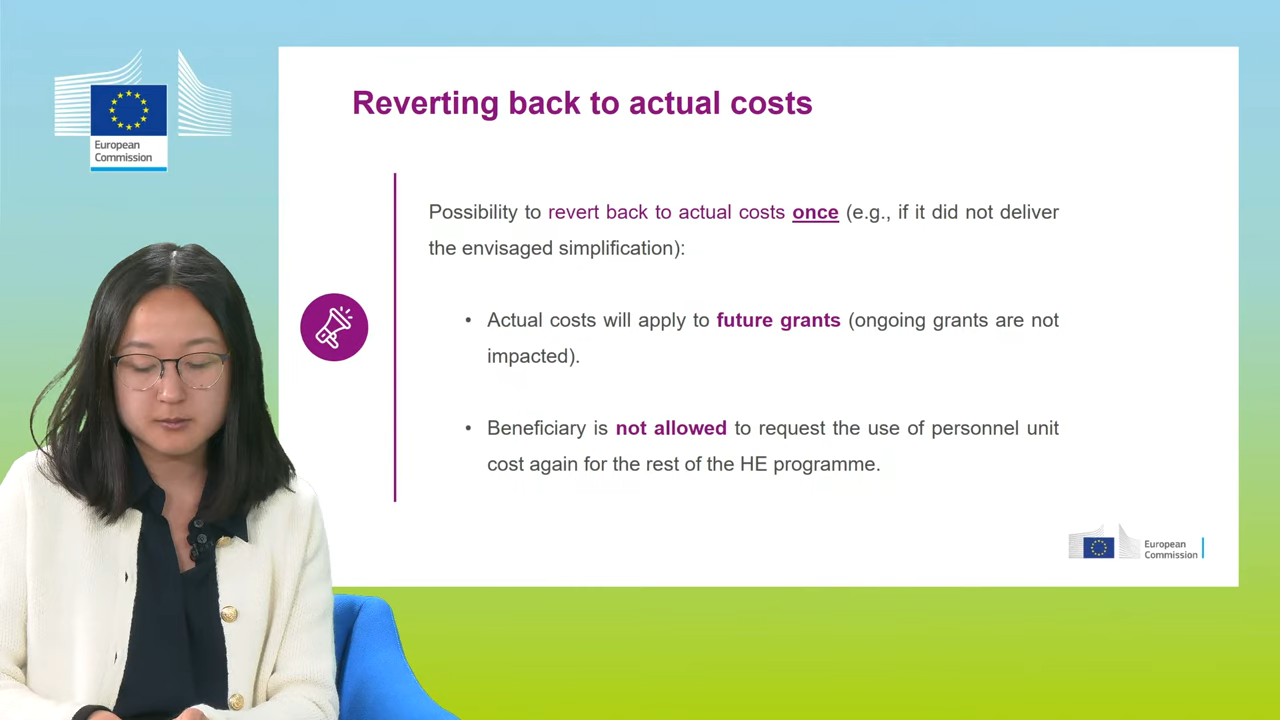 European
Commission
Reverting back to actual costs
Possibility to revert back to actual costs once (e.g., if it did not deliver
the envisaged simplification):
• Actual costs will apply to future grants (ongoing grants are not
impacted).
• Beneficiary is not allowed to request the use of personnel unit
cost again for the rest of the HE programme.
European
Commission